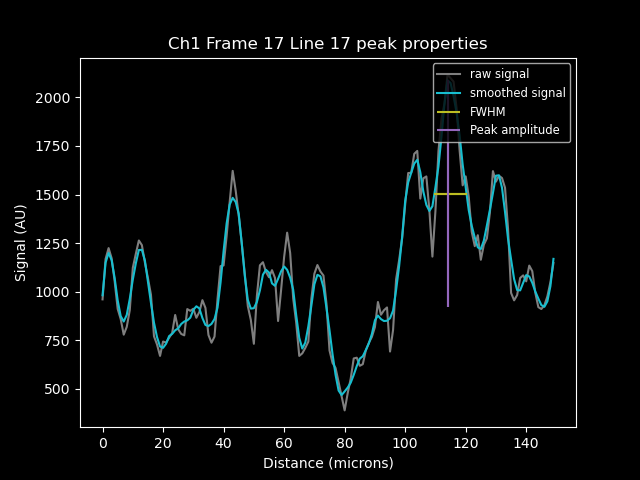 Ch1 Frame 17 Line 17 peak properties
raw signal
smoothed signal
FWHM
Peak amplitude
Signal (AU)
2000
1750
1500
1250
1000
750
500
0 20 40 60 80 100 120 140
Distance (microns)